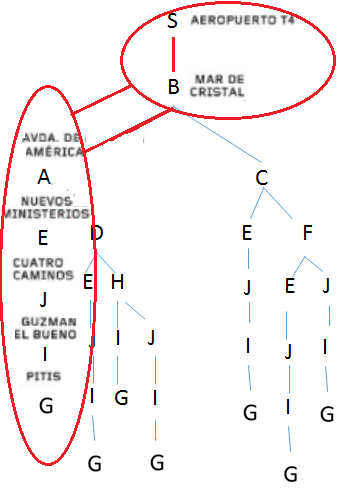 S AEROPUERTO T4
B MAR DE
CRISTAL
AVDA. DE
AMÉRICA
A C
NUEVOS
MINISTERIOS
E D E F
CUATRO
CAMINOS
E H E J
J J J J
GUZMAN
EL BUENO
I I I J I
PITIS
I G I G I G
G G G G